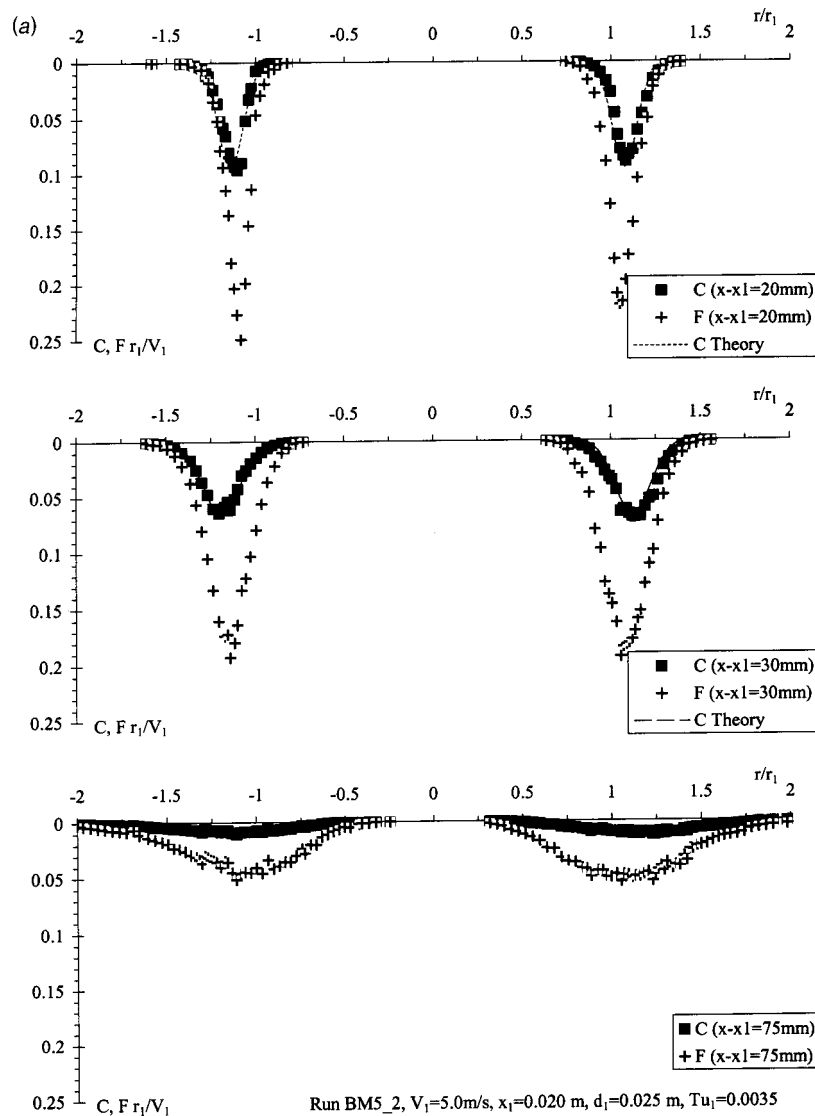 (a)
-2 -1.5 -1 -0.5 0 0.5 1 1.5 2
r/r₁
0
0.05
0.1
0.15
0.2
0.25
C, F r₁/V₁
C (x-x1=20mm)
F (x-x1=20mm)
C Theory
r/r₁
-2 -1.5 -1 -0.5 0 0.5 1 1.5 2
0
0.05
0.1
0.15
0.2
0.25
C, F r₁/V₁
C (x-x1=30mm)
F (x-x1=30mm)
C Theory
r/r₁
-2 -1.5 -1 -0.5 0 0.5 1 1.5 2
0
0.05
0.1
0.15
0.2
0.25
C, F r₁/V₁
C (x-x1=75mm)
F (x-x1=75mm)
Run BM5_2, V₁=5.0m/s, x₁=0.020 m, d₁=0.025 m, Tu₁=0.0035